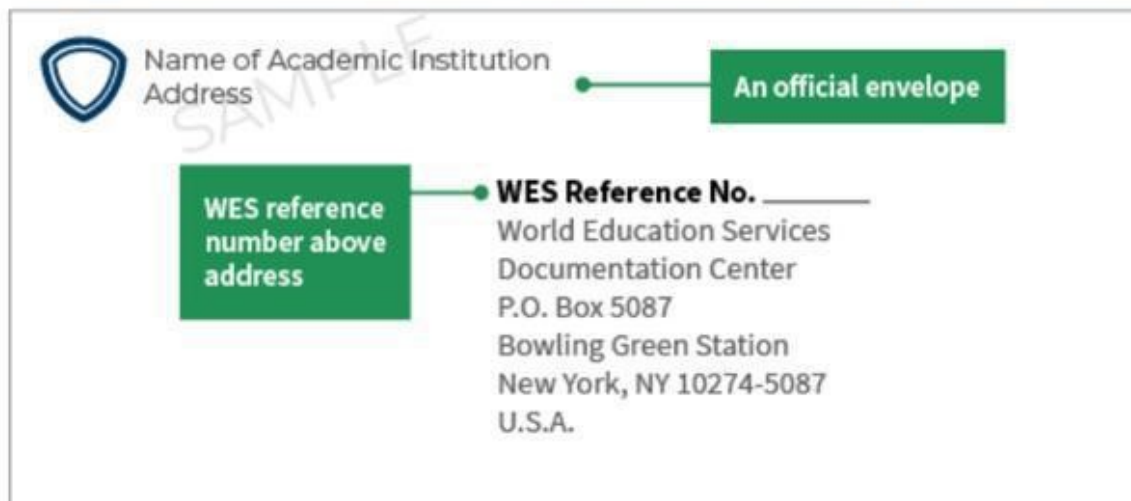 Name of Academic Institution
Address
SAMPLE
An official envelope
WES reference
number above
address
WES Reference No. ________
World Education Services
Documentation Center
P.O. Box 5087
Bowling Green Station
New York, NY 10274-5087
U.S.A.